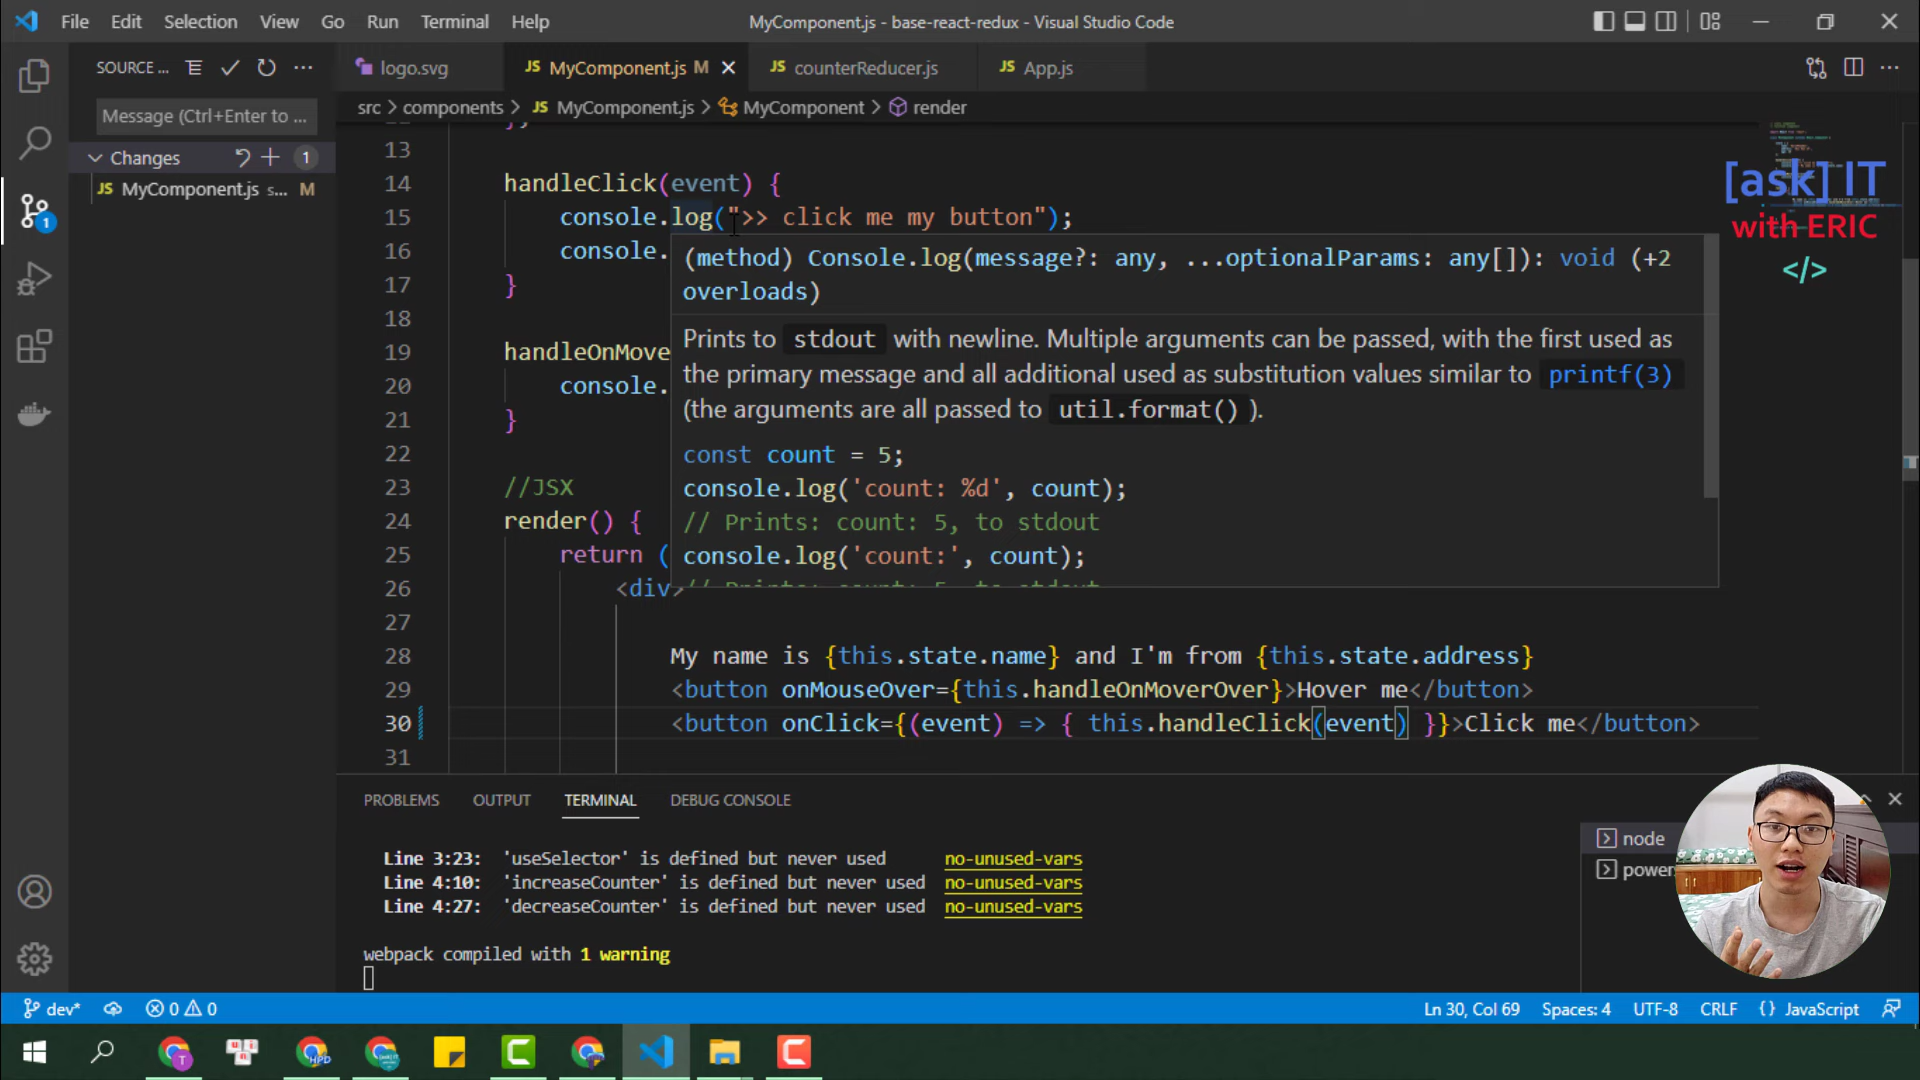 File Edit Selection View Go Run Terminal Help
MyComponent.js - base-react-redux - Visual Studio Code
SOURCE ...
logo.svg
JS MyComponent.js M
JS counterReducer.js
JS App.js
Message (Ctrl+Enter to ...
src > components > JS MyComponent.js > MyComponent > render
Changes 1
JS MyComponent.js s... M
[ask] IT
with ERIC
</>
13
14 handleClick(event) {
15 console.log(">> click me my button");
16 console.
17 }
18
19 handleOnMove
20 console.
21 }
22
23 //JSX
24 render() {
25 return (
26 <div>
27
28 My name is {this.state.name} and I'm from {this.state.address}
29 <button onMouseOver={this.handleOnMoverOver}>Hover me</button>
30 <button onClick={(event) => { this.handleClick(event) }}>Click me</button>
31
(method) Console.log(message?: any, ...optionalParams: any[]): void (+2
overloads)
Prints to stdout with newline. Multiple arguments can be passed, with the first used as
the primary message and all additional used as substitution values similar to printf(3)
(the arguments are all passed to util.format() ).
const count = 5;
console.log('count: %d', count);
// Prints: count: 5, to stdout
console.log('count:', count);
// Prints: count: 5, to stdout
PROBLEMS OUTPUT TERMINAL DEBUG CONSOLE
Line 3:23: 'useSelector' is defined but never used no-unused-vars
Line 4:10: 'increaseCounter' is defined but never used no-unused-vars
Line 4:27: 'decreaseCounter' is defined but never used no-unused-vars
webpack compiled with 1 warning
node
power
1
dev* 0 0
Ln 30, Col 69 Spaces: 4 UTF-8 CRLF {} JavaScript
T
HPD